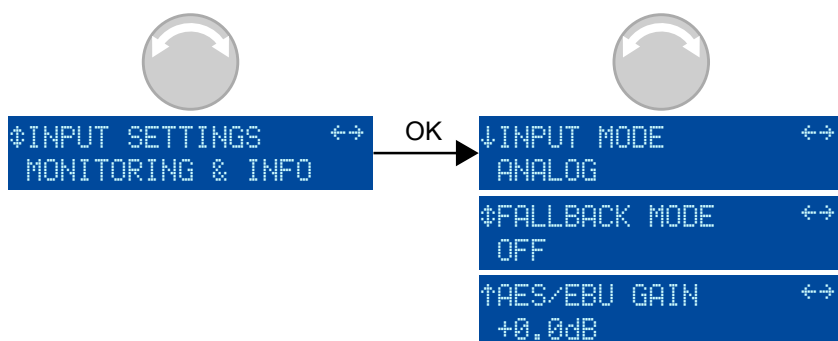 ↕INPUT SETTINGS ←→
MONITORING & INFO
OK
↓INPUT MODE ←→
ANALOG
↕FALLBACK MODE ←→
OFF
↑AES/EBU GAIN ←→
+0.0dB